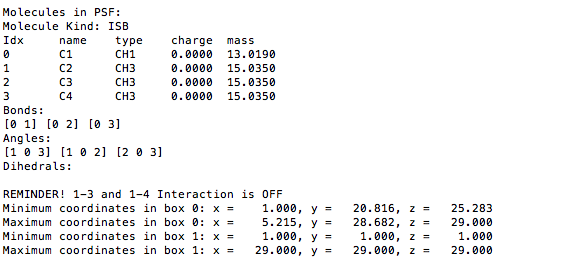 Molecules in PSF:
Molecule Kind: ISB
Idx     name    type     charge  mass
0       C1      CH1      0.0000  13.0190
1       C2      CH3      0.0000  15.0350
2       C3      CH3      0.0000  15.0350
3       C4      CH3      0.0000  15.0350
Bonds:
[0 1] [0 2] [0 3]
Angles:
[1 0 3] [1 0 2] [2 0 3]
Dihedrals:

REMINDER! 1-3 and 1-4 Interaction is OFF
Minimum coordinates in box 0: x =    1.000, y =   20.816, z =   25.283
Maximum coordinates in box 0: x =    5.215, y =   28.682, z =   29.000
Minimum coordinates in box 1: x =    1.000, y =    1.000, z =    1.000
Maximum coordinates in box 1: x =   29.000, y =   29.000, z =   29.000